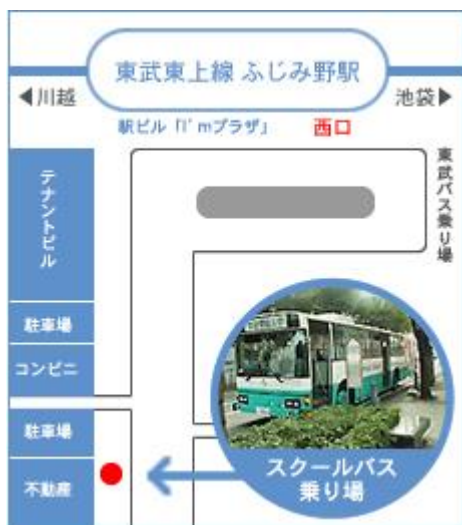 東武東上線 ふじみ野駅
◀川越
池袋▶
駅ビル「I'mプラザ」
西口
テナントビル
東武バス乗り場
駐車場
コンビニ
駐車場
不動産
スクールバス
乗り場